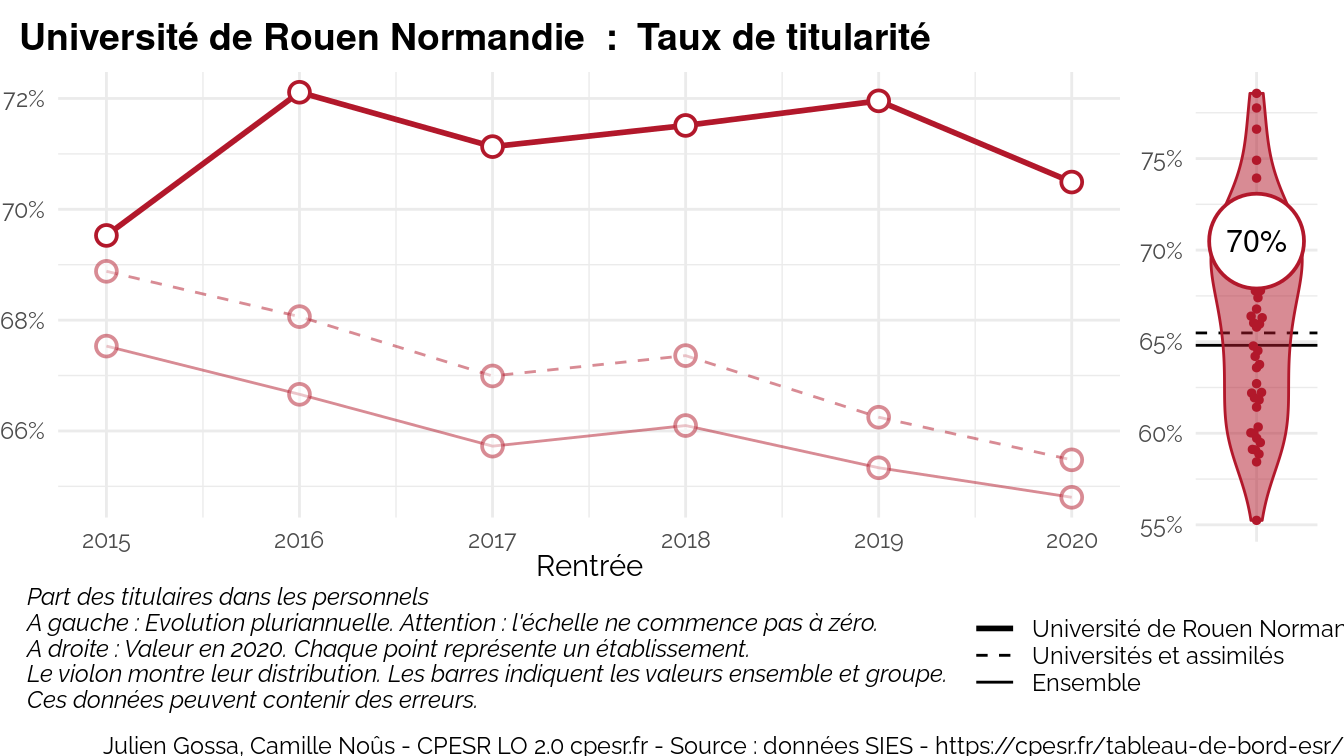 Université de Rouen Normandie  :  Taux de titularité
72%
70%
68%
66%
2015 2016 2017 2018 2019 2020
Rentrée
75%
70%
65%
60%
55%
70%
Part des titulaires dans les personnels
A gauche : Evolution pluriannuelle. Attention : l'échelle ne commence pas à zéro.
A droite : Valeur en 2020. Chaque point représente un établissement.
Le violon montre leur distribution. Les barres indiquent les valeurs ensemble et groupe.
Ces données peuvent contenir des erreurs.
Université de Rouen Norman
Universités et assimilés
Ensemble
Julien Gossa, Camille Noûs - CPESR LO 2.0 cpesr.fr - Source : données SIES - https://cpesr.fr/tableau-de-bord-esr/